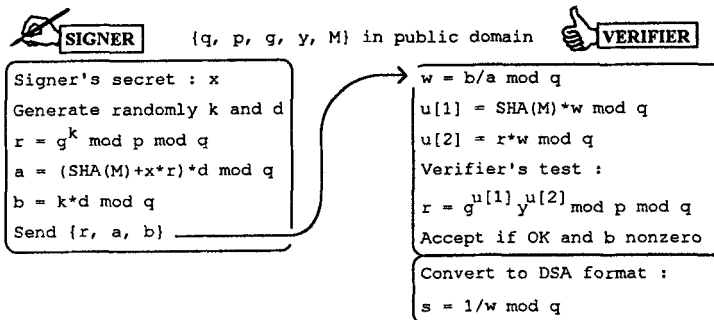 SIGNER {q, p, g, y, M} in public domain VERIFIER
Signer's secret : x
Generate randomly k and d
r = g^k mod p mod q
a = (SHA(M)+x*r)*d mod q
b = k*d mod q
Send {r, a, b}
w = b/a mod q
u[1] = SHA(M)*w mod q
u[2] = r*w mod q
Verifier's test :
r = g^u[1] y^u[2] mod p mod q
Accept if OK and b nonzero
Convert to DSA format :
s = 1/w mod q